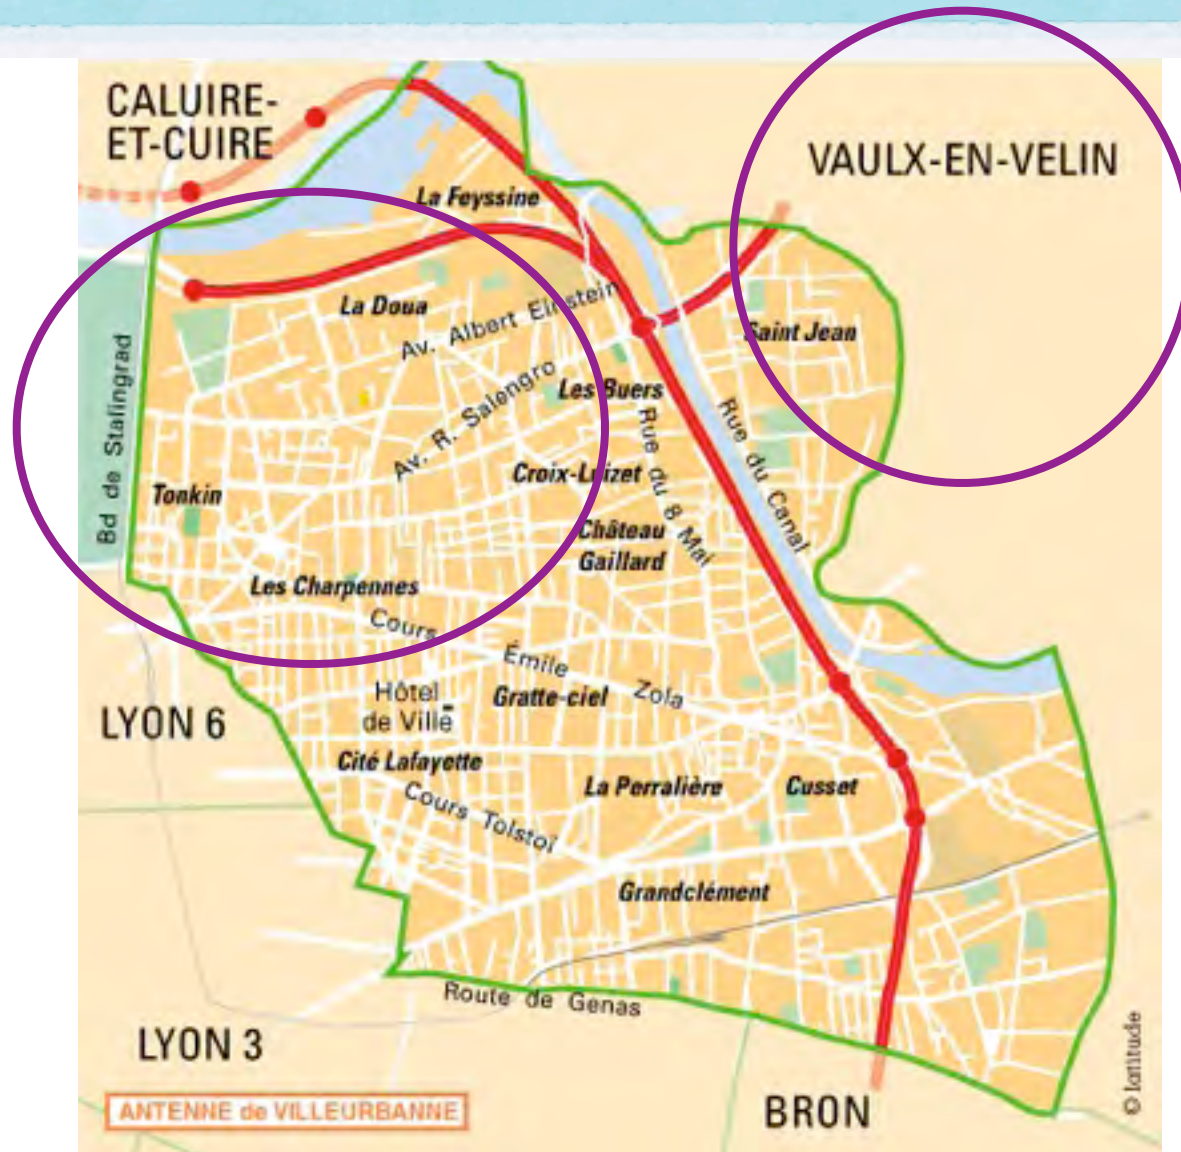 CALUIRE-
ET-CUIRE
VAULX-EN-VELIN
La Feyssine
La Doua
Av. Albert Einstein
Saint Jean
Bd de Stalingrad
Av. R. Salengro
Les Buers
Rue du 8 Mai
Rue du Canal
Croix-Luizet
Tonkin
Château
Gaillard
Les Charpennes
Cours Émile Zola
Hôtel
de Ville
Gratte-ciel
LYON 6
Cité Lafayette
La Perralière
Cusset
Cours Tolstoï
Grandclément
Route de Genas
LYON 3
ANTENNE de VILLEURBANNE
BRON
© latitude